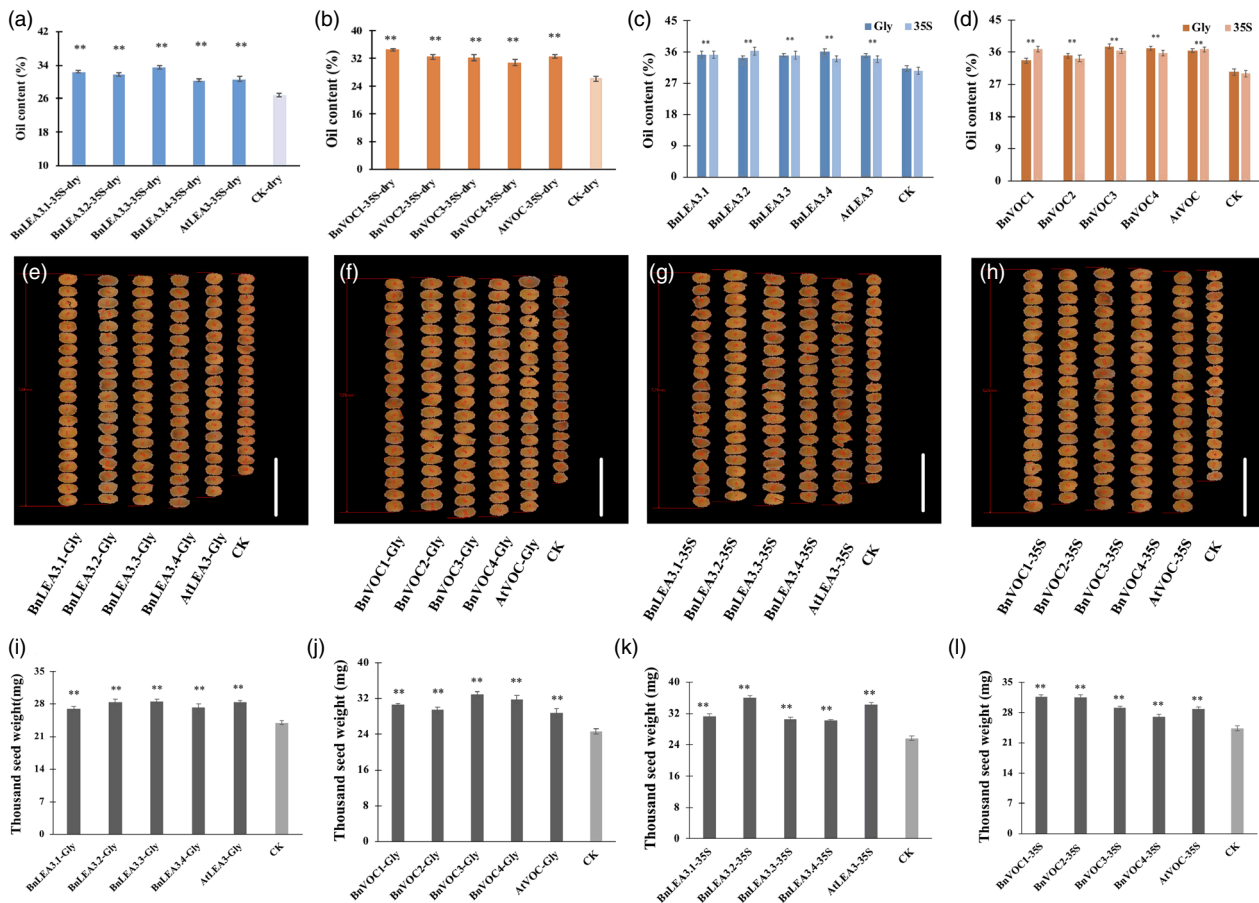 (a)
Oil content (%)
42
34
26
18
10
** ** ** ** **
BnLEA3.1-35S-dry
BnLEA3.2-35S-dry
BnLEA3.3-35S-dry
BnLEA3.4-35S-dry
AtLEA3-35S-dry
CK-dry
(b)
Oil content (%)
40
32
24
16
8
0
** ** ** ** **
BnVOC1-35S-dry
BnVOC2-35S-dry
BnVOC3-35S-dry
BnVOC4-35S-dry
AtVOC-35S-dry
CK-dry
(c)
Gly 35S
Oil content (%)
45
36
27
18
9
0
** ** ** ** **
BnLEA3.1
BnLEA3.2
BnLEA3.3
BnLEA3.4
AtLEA3
CK
(d)
Gly 35S
Oil content (%)
45
36
27
18
9
0
** ** ** ** **
BnVOC1
BnVOC2
BnVOC3
BnVOC4
AtVOC
CK
(e)
BnLEA3.1-Gly
BnLEA3.2-Gly
BnLEA3.3-Gly
BnLEA3.4-Gly
AtLEA3-Gly
CK
(f)
BnVOC1-Gly
BnVOC2-Gly
BnVOC3-Gly
BnVOC4-Gly
AtVOC-Gly
CK
(g)
BnLEA3.1-35S
BnLEA3.2-35S
BnLEA3.3-35S
BnLEA3.4-35S
AtLEA3-35S
CK
(h)
BnVOC1-35S
BnVOC2-35S
BnVOC3-35S
BnVOC4-35S
AtVOC-35S
CK
(i)
Thousand seed weight(mg)
35
28
21
14
7
0
** ** ** ** **
BnLEA3.1-Gly
BnLEA3.2-Gly
BnLEA3.3-Gly
BnLEA3.4-Gly
AtLEA3-Gly
CK
(j)
Thousand seed weight (mg)
40
32
24
16
8
0
** ** ** ** **
BnVOC1-Gly
BnVOC2-Gly
BnVOC3-Gly
BnVOC4-Gly
AtVOC-Gly
CK
(k)
Thousand seed weight (mg)
40
32
24
16
8
0
** ** ** ** **
BnLEA3.1-35S
BnLEA3.2-35S
BnLEA3.3-35S
BnLEA3.4-35S
AtLEA3-35S
CK
(l)
Thousand seed weight (mg)
35
28
21
14
7
0
** ** ** ** **
BnVOC1-35S
BnVOC2-35S
BnVOC3-35S
BnVOC4-35S
AtVOC-35S
CK